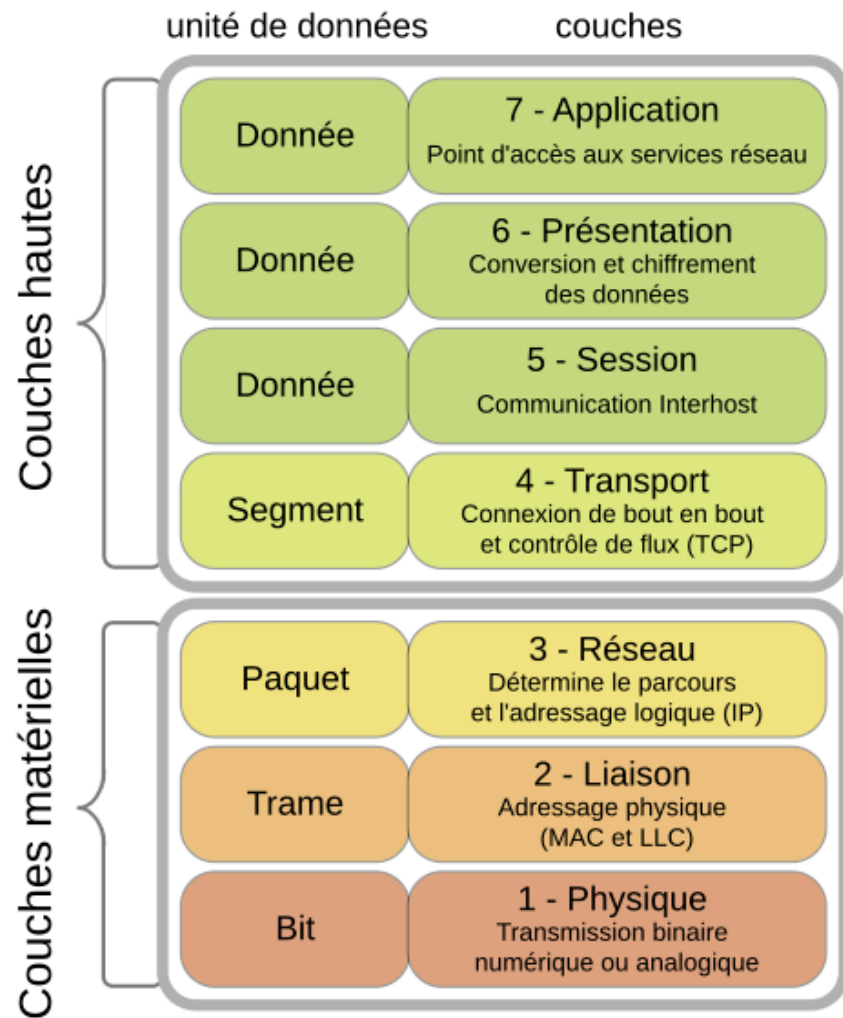 unité de données couches
Couches hautes
Donnée
7 - Application
Point d'accès aux services réseau
Donnée
6 - Présentation
Conversion et chiffrement
des données
Donnée
5 - Session
Communication Interhost
Segment
4 - Transport
Connexion de bout en bout
et contrôle de flux (TCP)
Couches matérielles
Paquet
3 - Réseau
Détermine le parcours
et l'adressage logique (IP)
Trame
2 - Liaison
Adressage physique
(MAC et LLC)
Bit
1 - Physique
Transmission binaire
numérique ou analogique